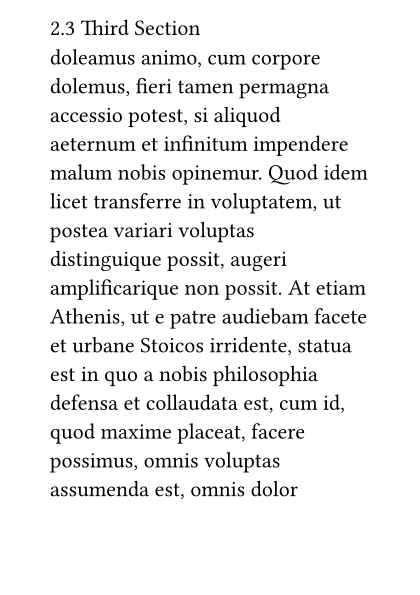 2.3 Third Section
doleamus animo, cum corpore
dolemus, fieri tamen permagna
accessio potest, si aliquod
aeternum et infinitum impendere
malum nobis opinemur. Quod idem
licet transferre in voluptatem, ut
postea variari voluptas
distinguique possit, augeri
amplificarique non possit. At etiam
Athenis, ut e patre audiebam facete
et urbane Stoicos irridente, statua
est in quo a nobis philosophia
defensa et collaudata est, cum id,
quod maxime placeat, facere
possimus, omnis voluptas
assumenda est, omnis dolor